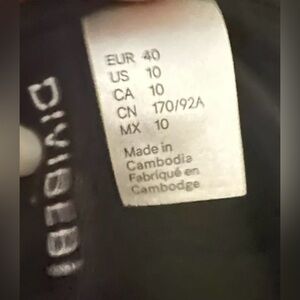 EUR 40
US 10
CA 10
CN 170/92A
MX 10
Made in
Cambodia
Fabriqué en
Cambodge
DIVIDED